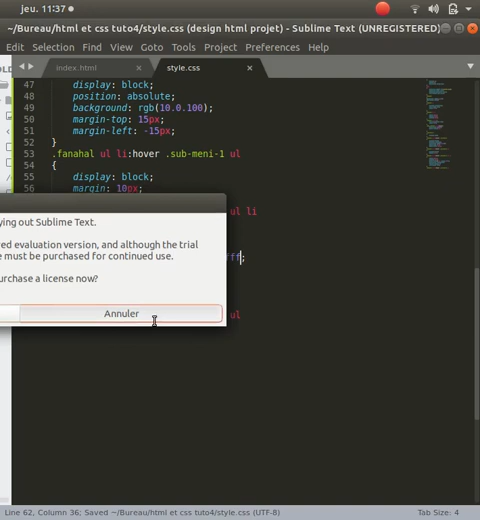 jeu. 11:37
~/Bureau/html et css tuto4/style.css (design html projet) - Sublime Text (UNREGISTERED)
Edit Selection Find View Goto Tools Project Preferences Help
index.html
style.css
47 display: block;
48 position: absolute;
49 background: rgb(10.0.100);
50 margin-top: 15px;
51 margin-left: -15px;
52 }
53 .fanahal ul li:hover .sub-meni-1 ul
54 {
55 display: block;
56 margin: 10px;
ying out Sublime Text.
ul li
red evaluation version, and although the trial
e must be purchased for continued use.
fff;
urchase a license now?
Annuler
ul
Line 62, Column 36; Saved ~/Bureau/html et css tuto4/style.css (UTF-8)
Tab Size: 4